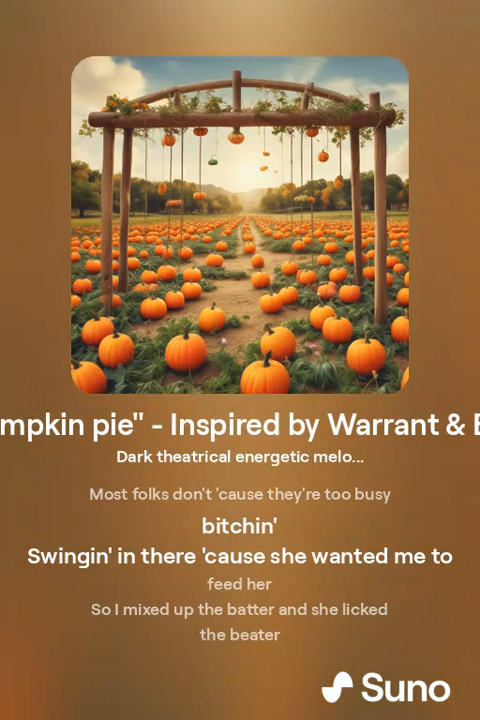 mpkin pie" - Inspired by Warrant & E
Dark theatrical energetic melo...
Most folks don't 'cause they're too busy
bitchin'
Swingin' in there 'cause she wanted me to
feed her
So I mixed up the batter and she licked
the beater
Suno